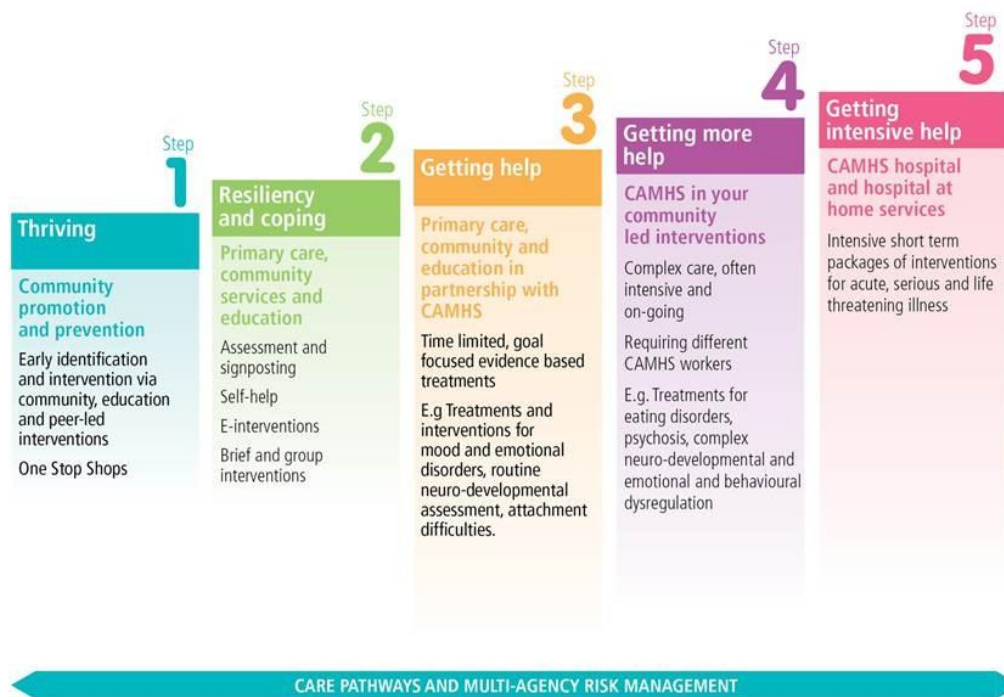 Step
1
Thriving
Community
promotion
and prevention
Early identification
and intervention via
community, education
and peer-led
interventions
One Stop Shops
Step
2
Resiliency
and coping
Primary care,
community
services and
education
Assessment and
signposting
Self-help
E-interventions
Brief and group
interventions
Step
3
Getting help
Primary care,
community and
education in
partnership with
CAMHS
Time limited, goal
focused evidence based
treatments
E.g Treatments and
interventions for
mood and emotional
disorders, routine
neuro-developmental
assessment, attachment
difficulties.
Step
4
Getting more
help
CAMHS in your
community
led interventions
Complex care, often
intensive and
on-going
Requiring different
CAMHS workers
E.g. Treatments for
eating disorders,
psychosis, complex
neuro-developmental and
emotional and behavioural
dysregulation
Step
5
Getting
intensive help
CAMHS hospital
and hospital at
home services
Intensive short term
packages of interventions
for acute, serious and life
threatening illness
CARE PATHWAYS AND MULTI-AGENCY RISK MANAGEMENT